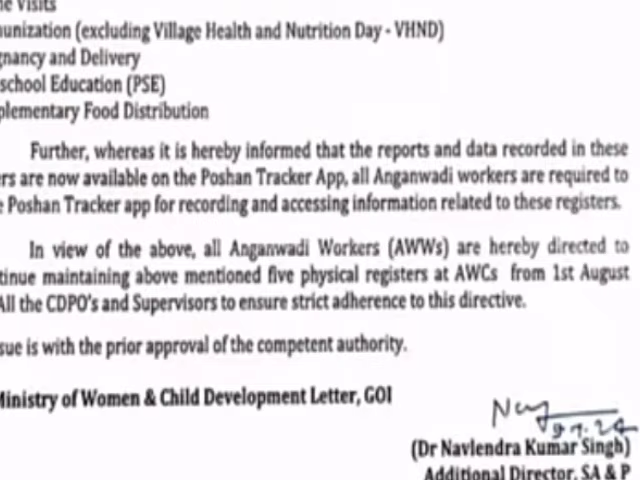 e Visits
unization (excluding Village Health and Nutrition Day - VHND)
nancy and Delivery
school Education (PSE)
plementary Food Distribution
Further, whereas it is hereby informed that the reports and data recorded in these
ers are now available on the Poshan Tracker App, all Anganwadi workers are required to
e Poshan Tracker app for recording and accessing information related to these registers.
In view of the above, all Anganwadi Workers (AWWs) are hereby directed to
tinue maintaining above mentioned five physical registers at AWCs from 1st August
All the CDPO's and Supervisors to ensure strict adherence to this directive.
sue is with the prior approval of the competent authority.
Ministry of Women & Child Development Letter, GOI
(Dr Navlendra Kumar Singh)
Additional Director, SA & P